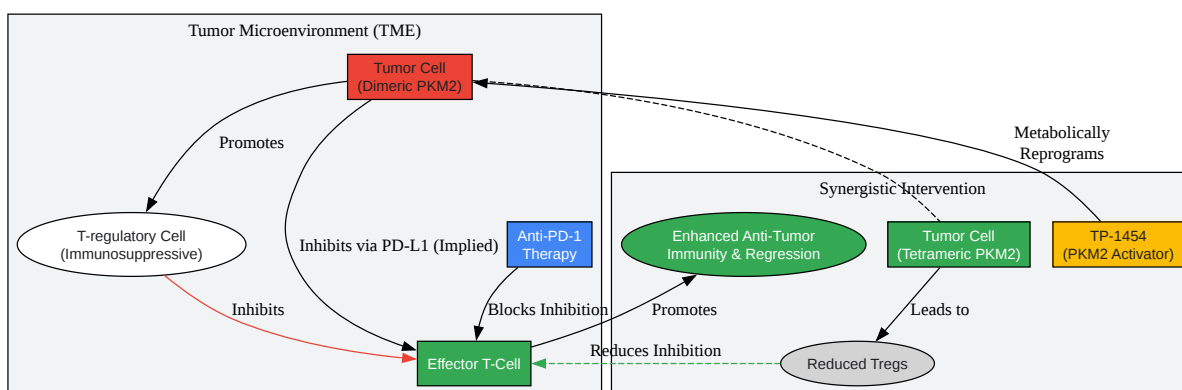 Tumor Microenvironment (TME)
Tumor Cell
(Dimeric PKM2)
Promotes
Metabolically
Reprograms
Synergistic Intervention
T-regulatory Cell
(Immunosuppressive)
Inhibits via PD-L1 (Implied)
Anti-PD-1
Therapy
Enhanced Anti-Tumor
Immunity & Regression
Tumor Cell
(Tetrameric PKM2)
TP-1454
(PKM2 Activator)
Inhibits
Blocks Inhibition
Promotes
Leads to
Effector T-Cell
Reduces Inhibition
Reduced Tregs